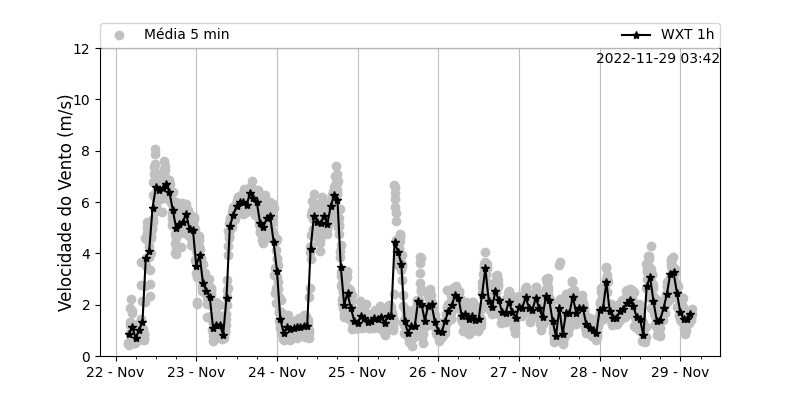 Média 5 min
WXT 1h
2022-11-29 03:42
Velocidade do Vento (m/s)
12
10
8
6
4
2
0
22 - Nov
23 - Nov
24 - Nov
25 - Nov
26 - Nov
27 - Nov
28 - Nov
29 - Nov